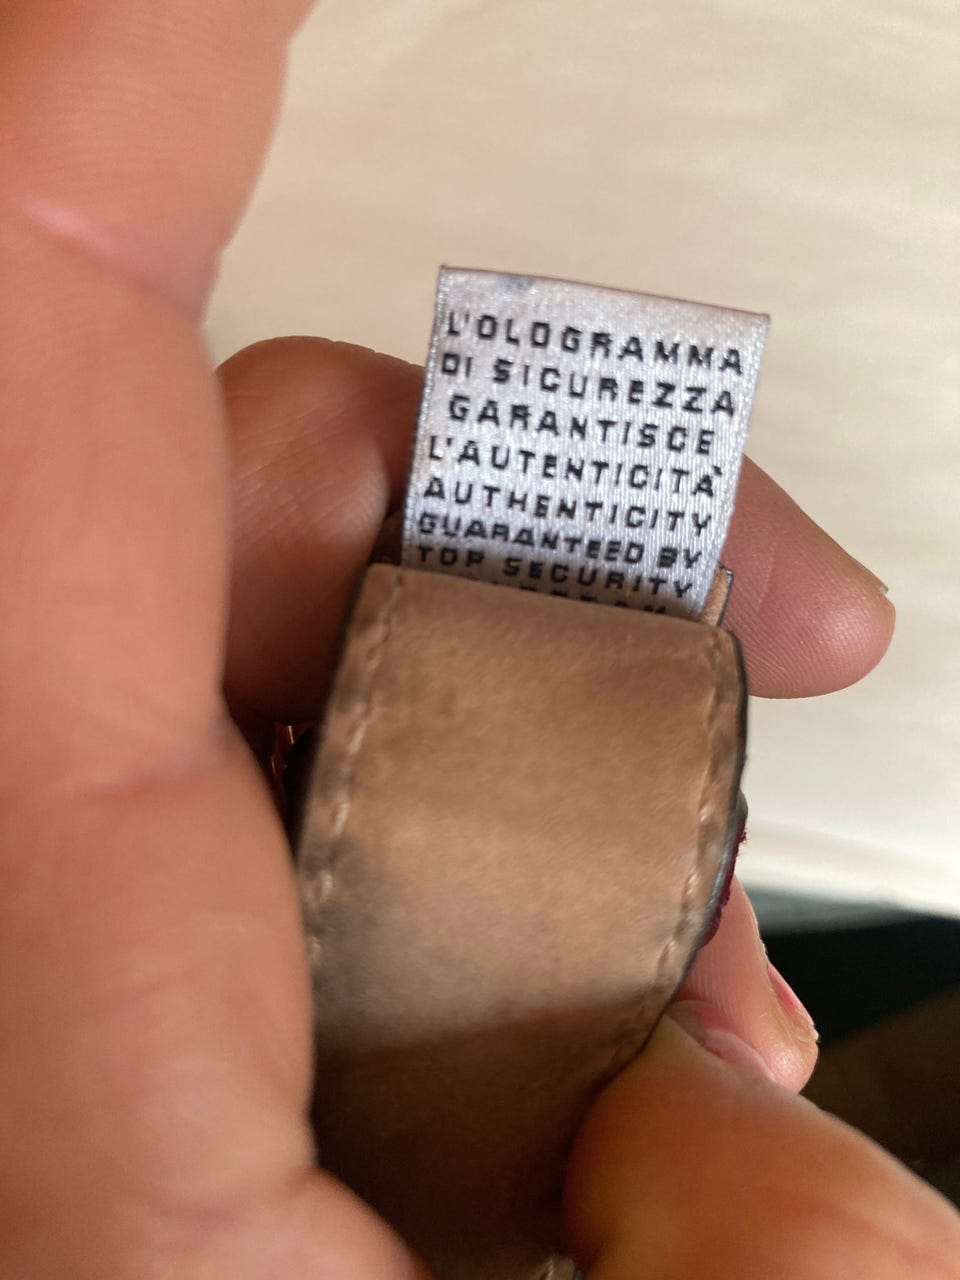 L'OLOGRAMMA
DI SICUREZZA
GARANTISCE
L'AUTENTICITÀ
AUTHENTICITY
GUARANTEED BY
TOP SECURITY